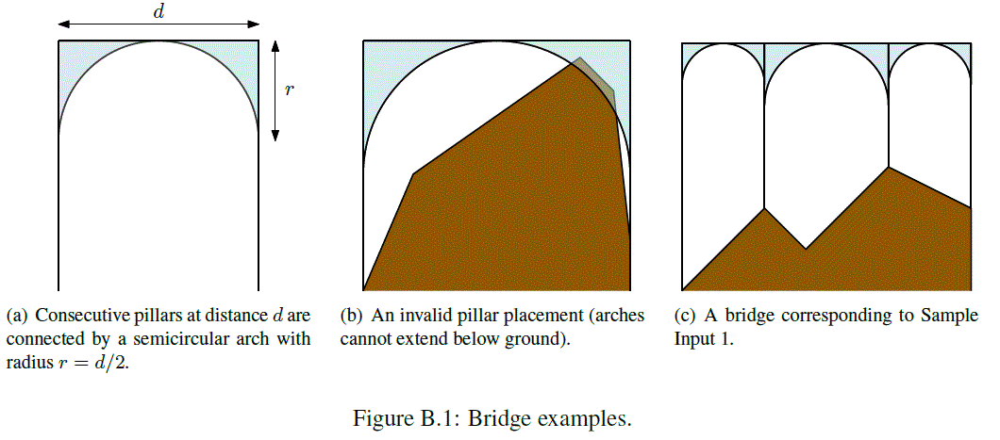 d
r
(a) Consecutive pillars at distance d are
connected by a semicircular arch with
radius r = d/2.
(b) An invalid pillar placement (arches
cannot extend below ground).
(c) A bridge corresponding to Sample
Input 1.
Figure B.1: Bridge examples.